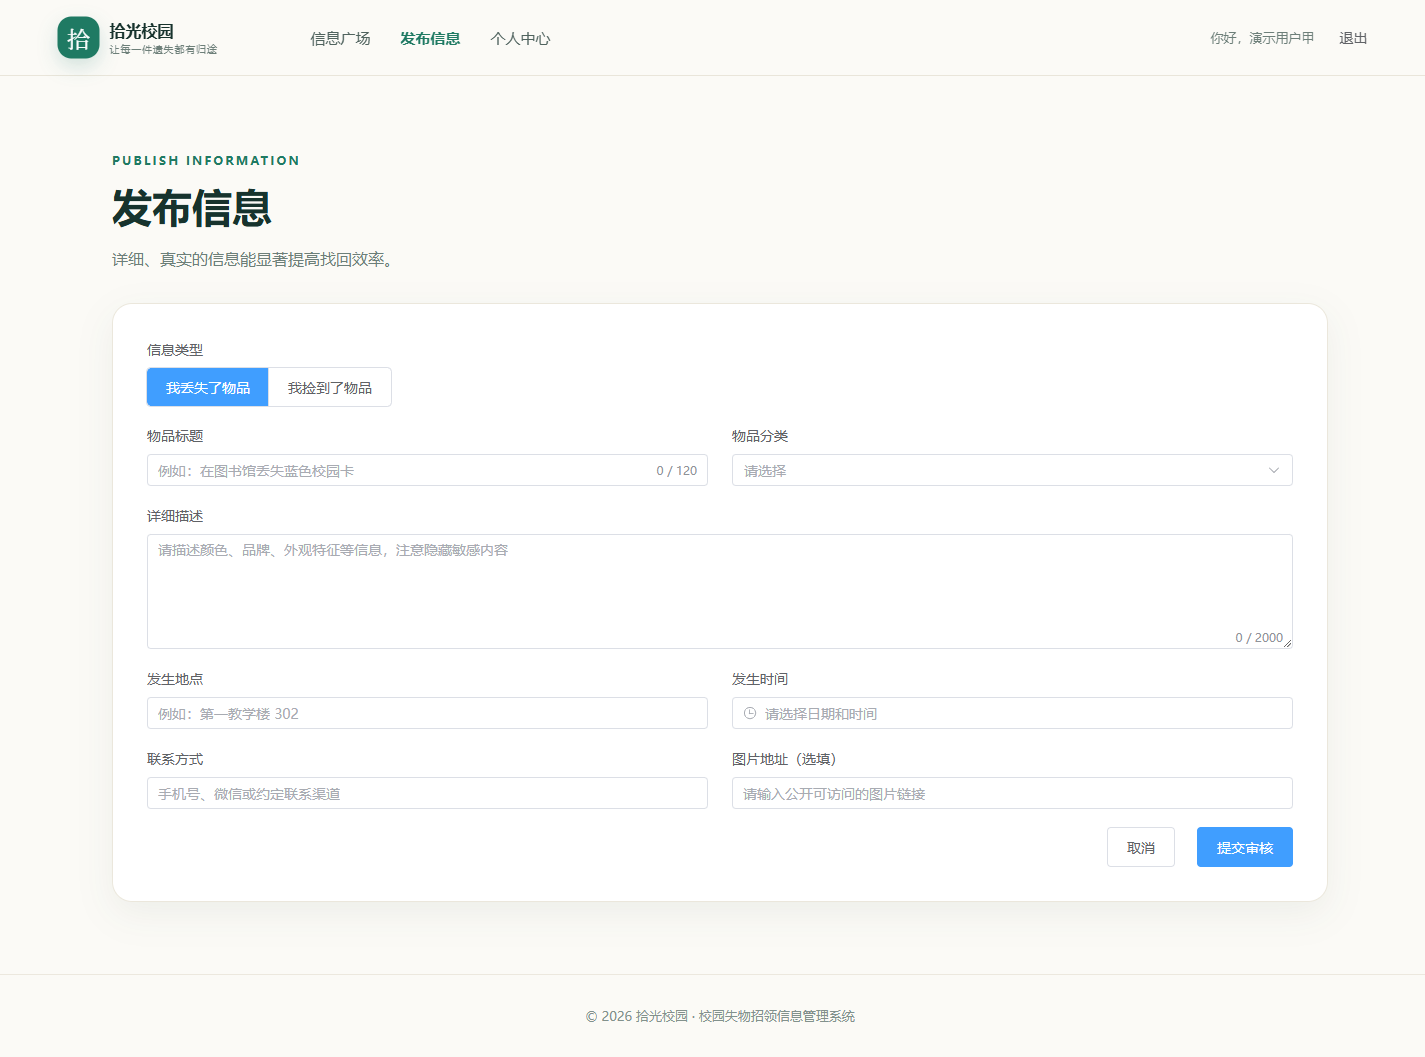 拾
拾光校园
让每一件遗失都有归途
信息广场
发布信息
个人中心
你好，演示用户甲
退出
PUBLISH INFORMATION
发布信息
详细、真实的信息能显著提高找回效率。
信息类型
我丢失了物品
我捡到了物品
物品标题
物品分类
例如：在图书馆丢失蓝色校园卡
0 / 120
请选择
详细描述
请描述颜色、品牌、外观特征等信息，注意隐藏敏感内容
0 / 2000
发生地点
发生时间
例如：第一教学楼 302
请选择日期和时间
联系方式
图片地址（选填）
手机号、微信或约定联系渠道
请输入公开可访问的图片链接
取消
提交审核
© 2026 拾光校园 · 校园失物招领信息管理系统